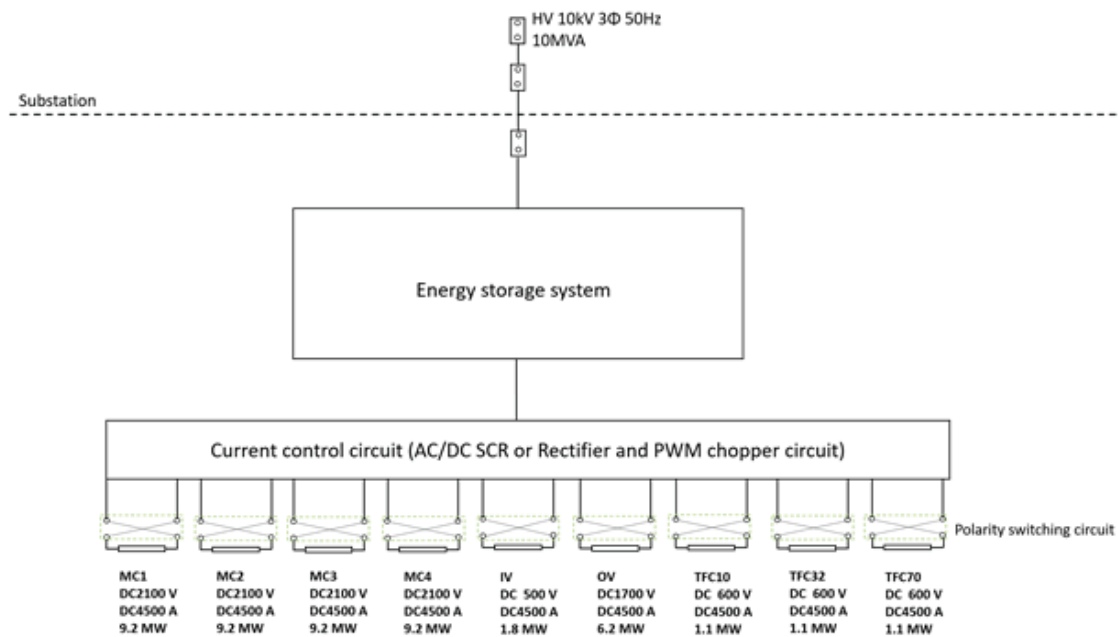 HV 10kV 3Φ 50Hz
10MVA
Substation
Energy storage system
Current control circuit (AC/DC SCR or Rectifier and PWM chopper circuit)
Polarity switching circuit
MC1
DC2100 V
DC4500 A
9.2 MW
MC2
DC2100 V
DC4500 A
9.2 MW
MC3
DC2100 V
DC4500 A
9.2 MW
MC4
DC2100 V
DC4500 A
9.2 MW
IV
DC 500 V
DC4500 A
1.8 MW
OV
DC1700 V
DC4500 A
6.2 MW
TFC10
DC 600 V
DC4500 A
1.1 MW
TFC32
DC 600 V
DC4500 A
1.1 MW
TFC70
DC 600 V
DC4500 A
1.1 MW